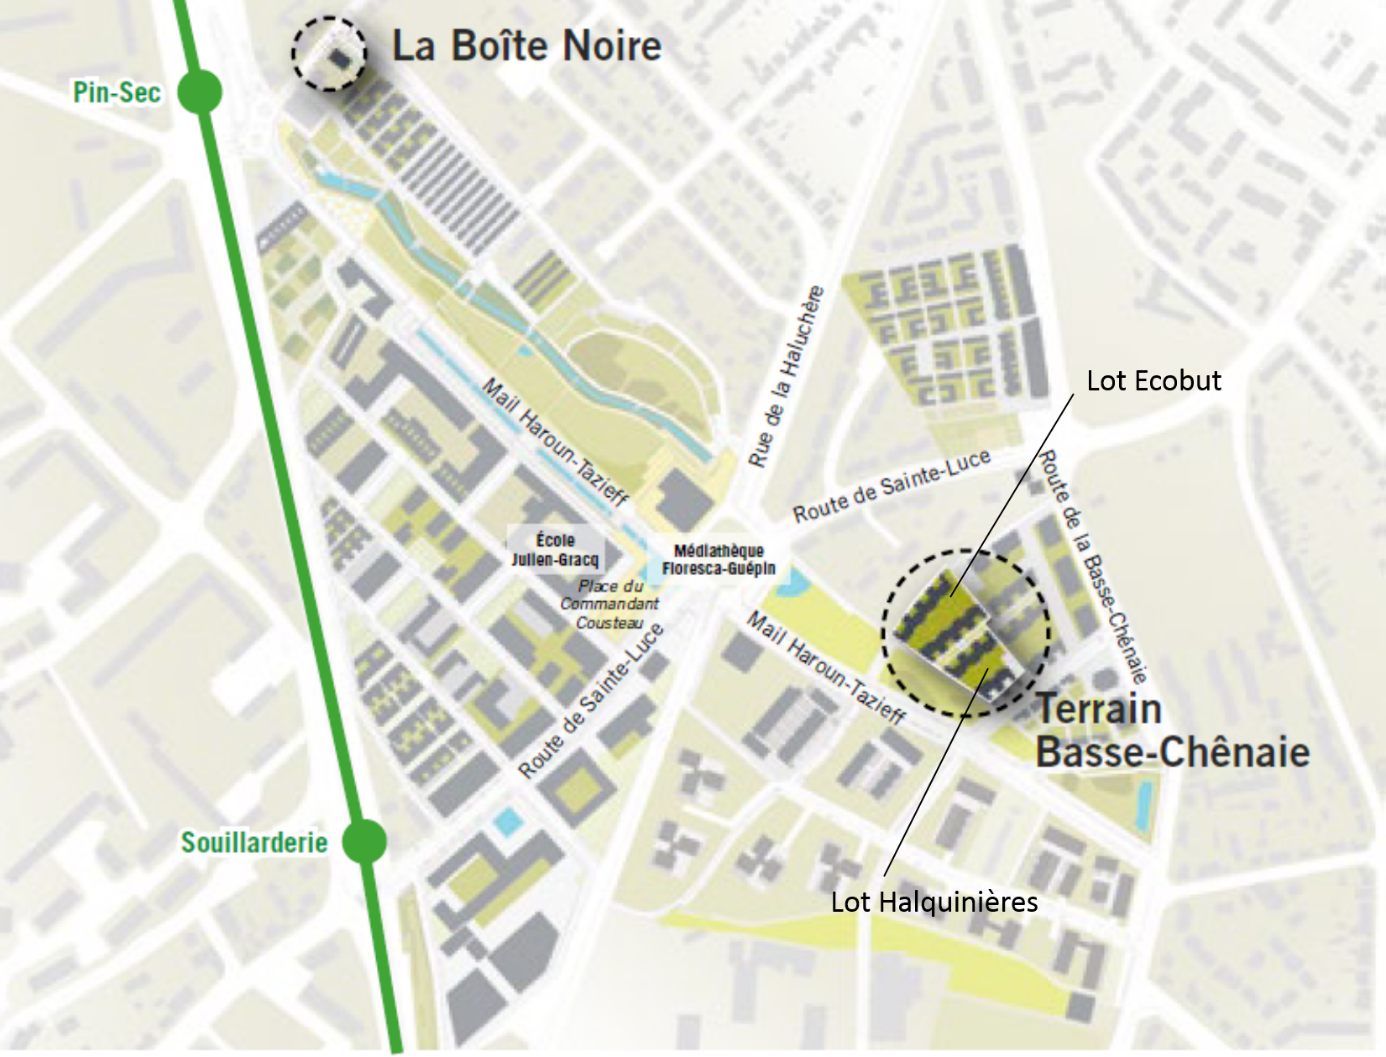 La Boîte Noire
Pin-Sec
Rue de la Haluchère
Lot Ecobut
Mail Haroun-Tazieff
Route de Sainte-Luce
Route de la Basse-Chênaie
École
Julien-Gracq
Médiathèque
Floresca-Guépin
Place du
Commandant
Cousteau
Mail Haroun-Tazieff
Route de Sainte-Luce
Terrain
Basse-Chênaie
Souillarderie
Lot Halquinières